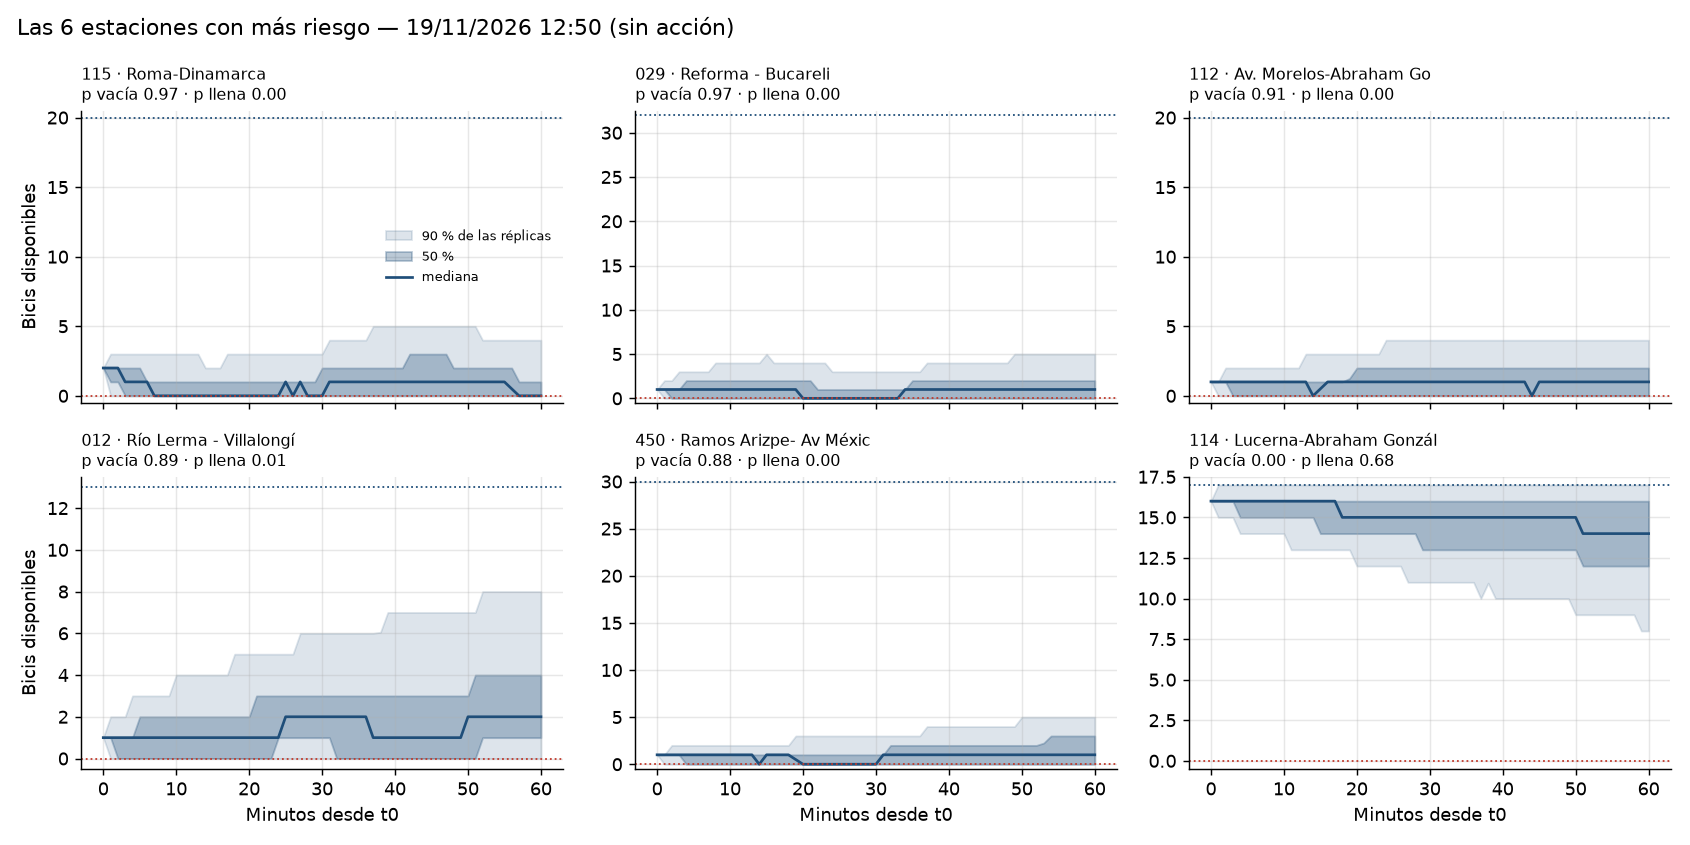 Las 6 estaciones con más riesgo — 19/11/2026 12:50 (sin acción)
115 · Roma-Dinamarca
p vacía 0.97 · p llena 0.00
20
15
10
5
0
Bicis disponibles
90 % de las réplicas
50 %
mediana
029 · Reforma - Bucareli
p vacía 0.97 · p llena 0.00
30
25
20
15
10
5
0
112 · Av. Morelos-Abraham Go
p vacía 0.91 · p llena 0.00
20
15
10
5
0
012 · Río Lerma - Villalongí
p vacía 0.89 · p llena 0.01
12
10
8
6
4
2
0
Bicis disponibles
0 10 20 30 40 50 60
Minutos desde t0
450 · Ramos Arizpe- Av Méxic
p vacía 0.88 · p llena 0.00
30
25
20
15
10
5
0
0 10 20 30 40 50 60
Minutos desde t0
114 · Lucerna-Abraham Gonzál
p vacía 0.00 · p llena 0.68
17.5
15.0
12.5
10.0
7.5
5.0
2.5
0.0
0 10 20 30 40 50 60
Minutos desde t0